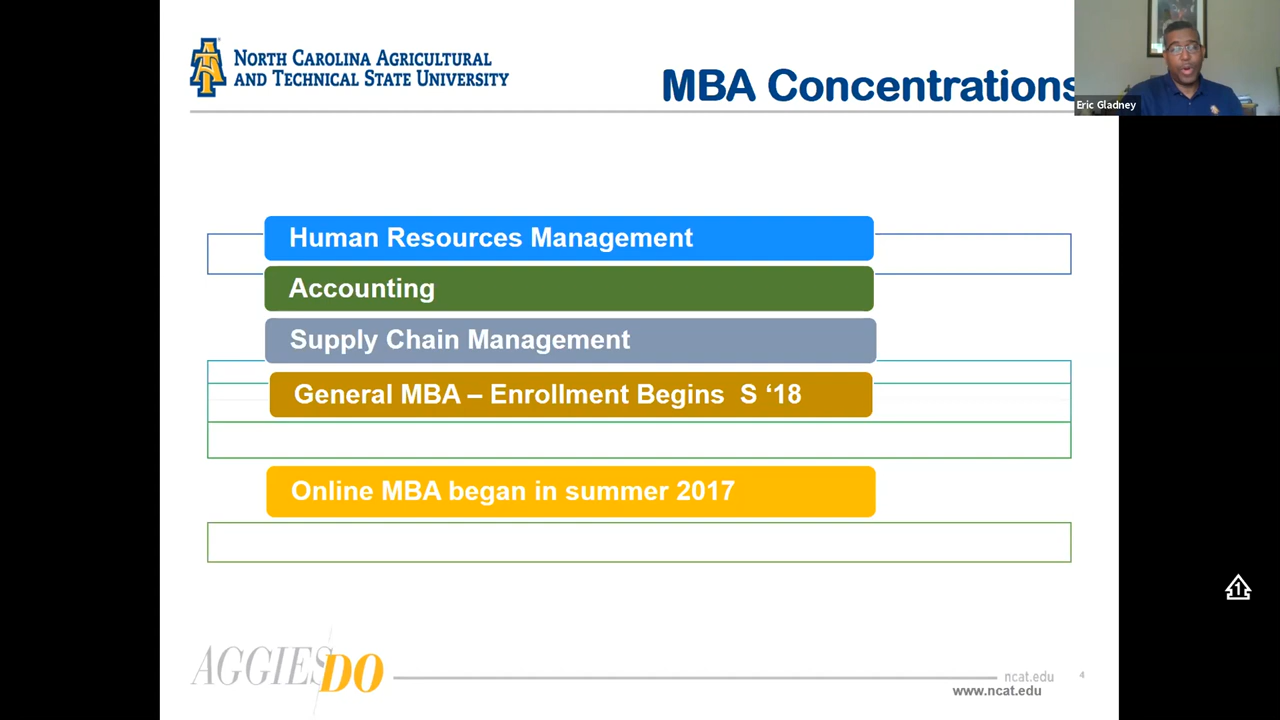 North Carolina Agricultural
and Technical State University
MBA Concentrations
Eric Gladney
Human Resources Management
Accounting
Supply Chain Management
General MBA – Enrollment Begins S ‘18
Online MBA began in summer 2017
1
AGGIES DO
ncat.edu
4
www.ncat.edu